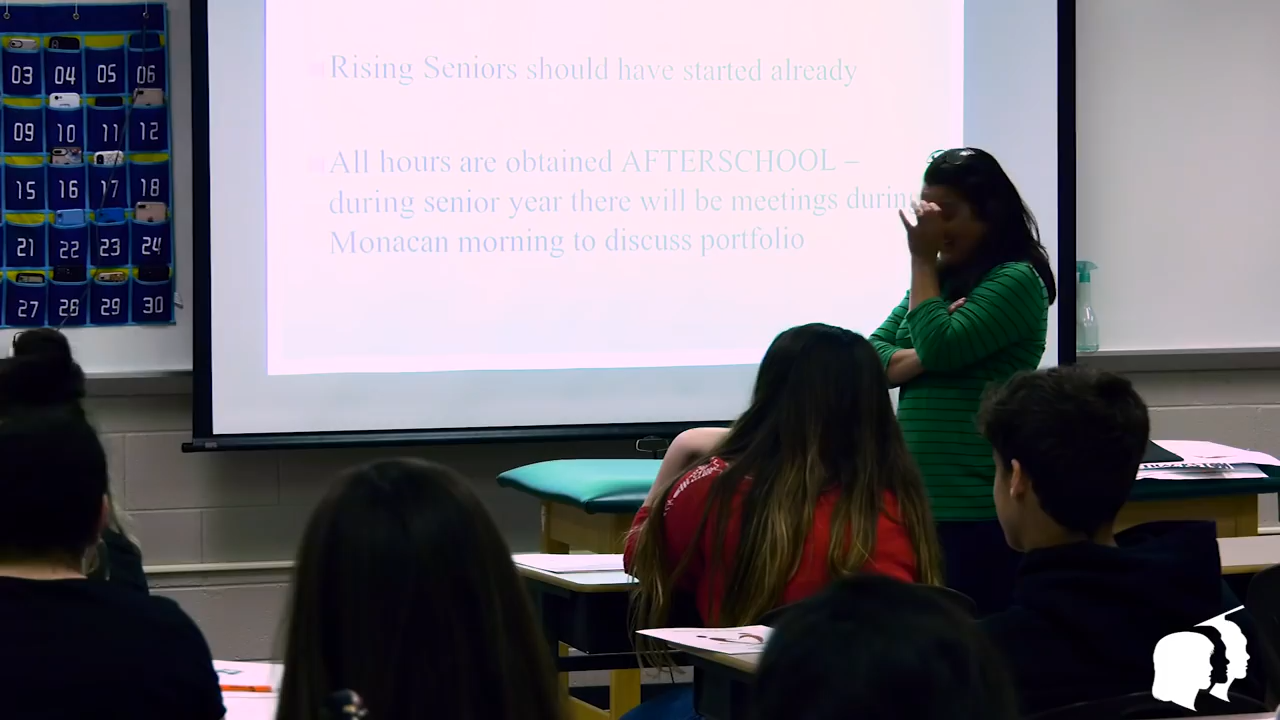 Rising Seniors should have started already
All hours are obtained AFTERSCHOOL –
during senior year there will be meetings during
Monacan morning to discuss portfolio
03 04 05 06
09 10 11 12
15 16 17 18
21 22 23 24
27 28 29 30